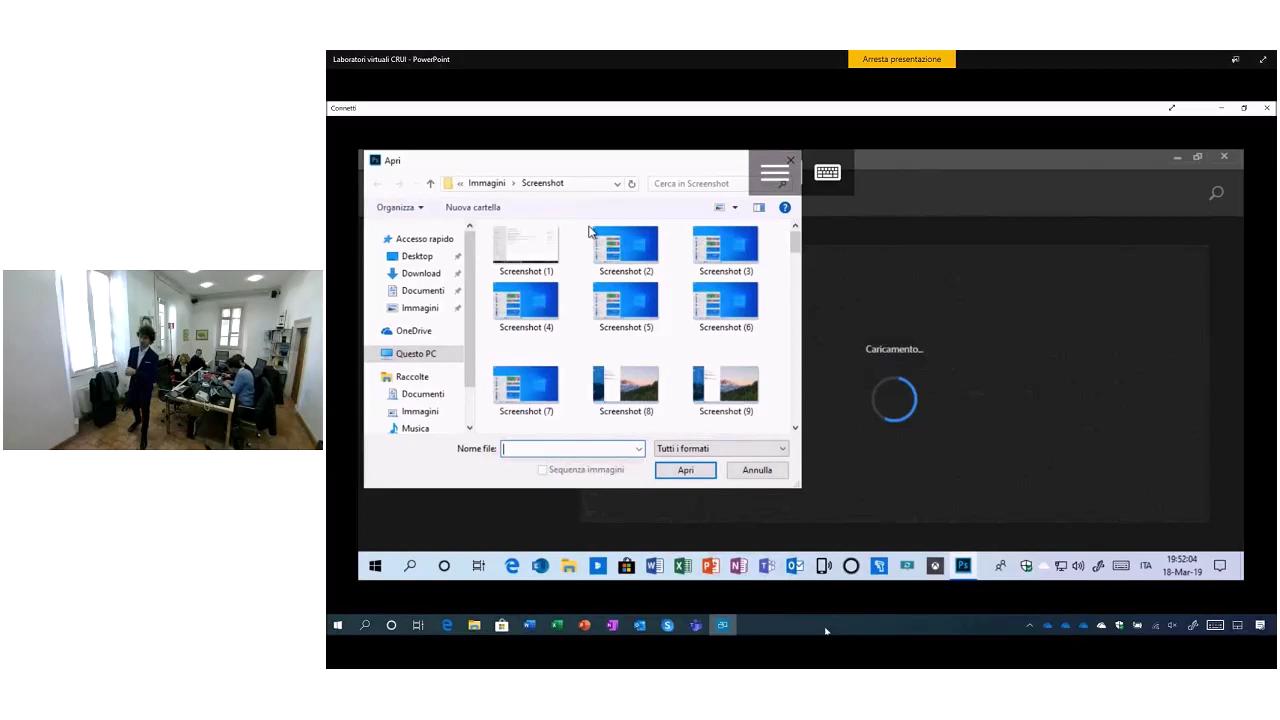 Laboratori virtuali CRUI - PowerPoint
Arresta presentazione
Connetti
Ps Apri
« Immagini › Screenshot
Cerca in Screenshot
Organizza
Nuova cartella
Accesso rapido
Desktop
Download
Documenti
Immagini
OneDrive
Questo PC
Raccolte
Documenti
Immagini
Musica
Screenshot (1)
Screenshot (2)
Screenshot (3)
Screenshot (4)
Screenshot (5)
Screenshot (6)
Screenshot (7)
Screenshot (8)
Screenshot (9)
Nome file:
Tutti i formati
Sequenza immagini
Apri
Annulla
Caricamento...
Ps
ITA
19:52:04
18-Mar-19